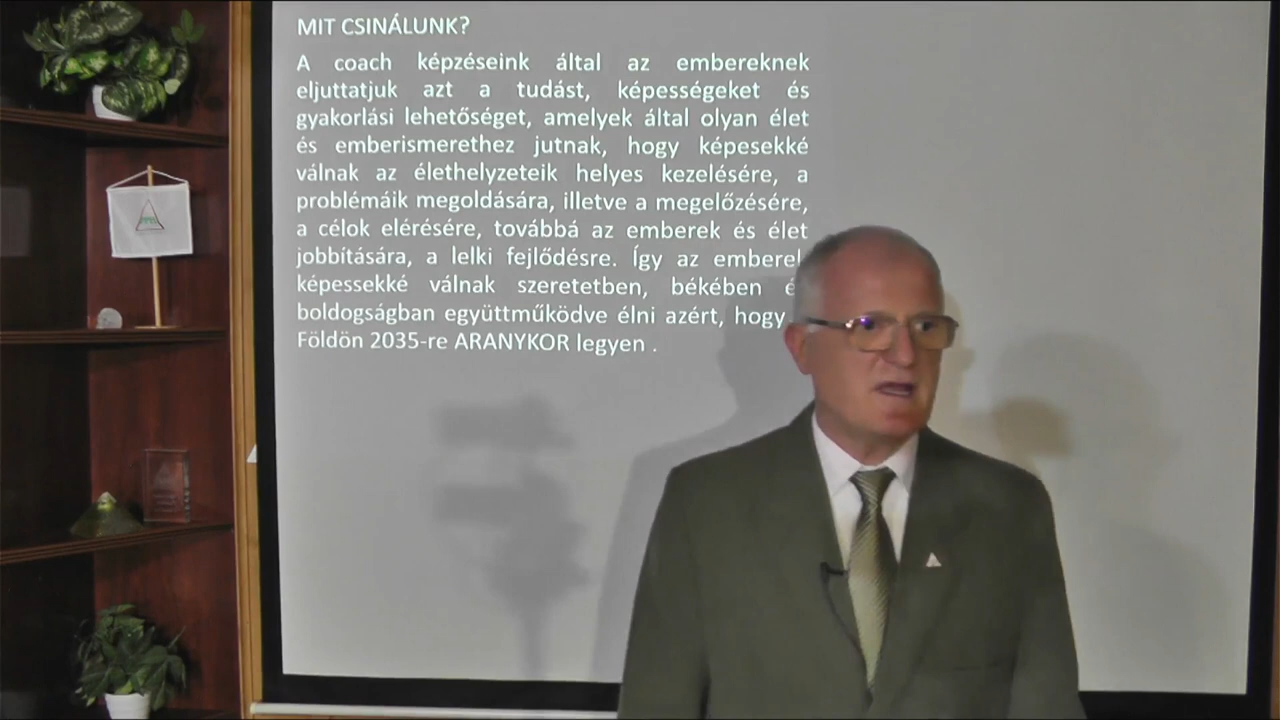 MIT CSINÁLUNK?
A coach képzéseink által az embereknek
eljuttatjuk azt a tudást, képességeket és
gyakorlási lehetőséget, amelyek által olyan élet
és emberismerethez jutnak, hogy képesekké
válnak az élethelyzeteik helyes kezelésére, a
problémáik megoldására, illetve a megelőzésére,
a célok elérésére, továbbá az emberek és élet
jobbítására, a lelki fejlődésre. Így az emberek
képessekké válnak szeretetben, békében
boldogságban együttműködve élni azért, hogy
Földön 2035-re ARANYKOR legyen .